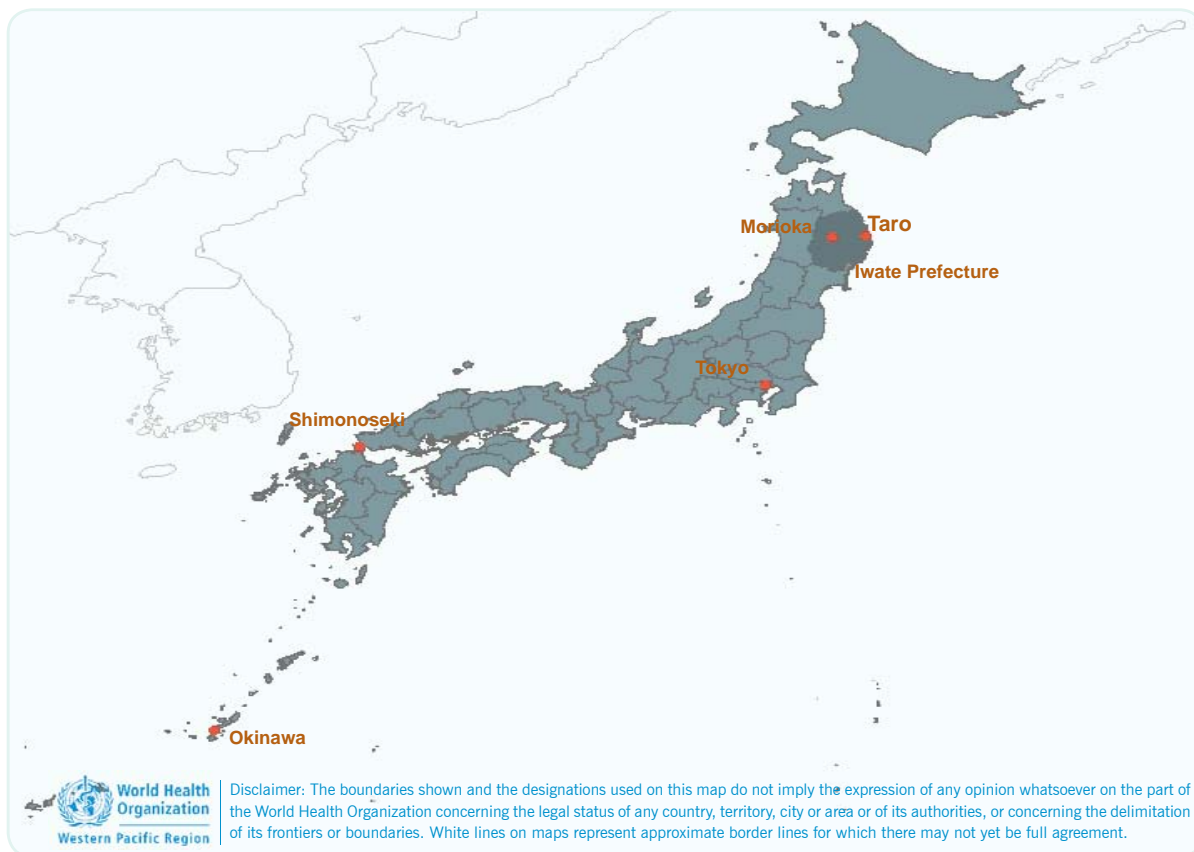 Morioka
Taro
Iwate Prefecture
Tokyo
Shimonoseki
Okinawa
World Health
Organization
Western Pacific Region
Disclaimer: The boundaries shown and the designations used on this map do not imply the expression of any opinion whatsoever on the part of
the World Health Organization concerning the legal status of any country, territory, city or area or of its authorities, or concerning the delimitation
of its frontiers or boundaries. White lines on maps represent approximate border lines for which there may not yet be full agreement.